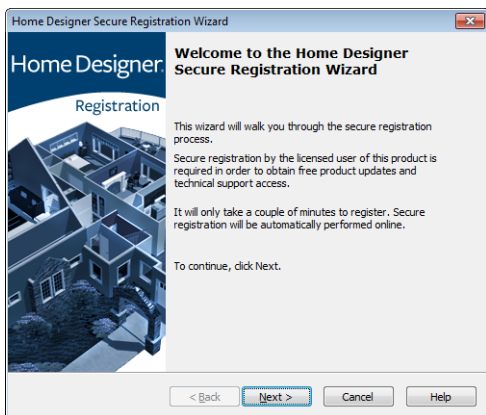 Home Designer Secure Registration Wizard
Home Designer.
Registration
Welcome to the Home Designer
Secure Registration Wizard
This wizard will walk you through the secure registration
process.
Secure registration by the licensed user of this product is
required in order to obtain free product updates and
technical support access.
It will only take a couple of minutes to register. Secure
registration will be automatically performed online.
To continue, click Next.
< Back
Next >
Cancel
Help